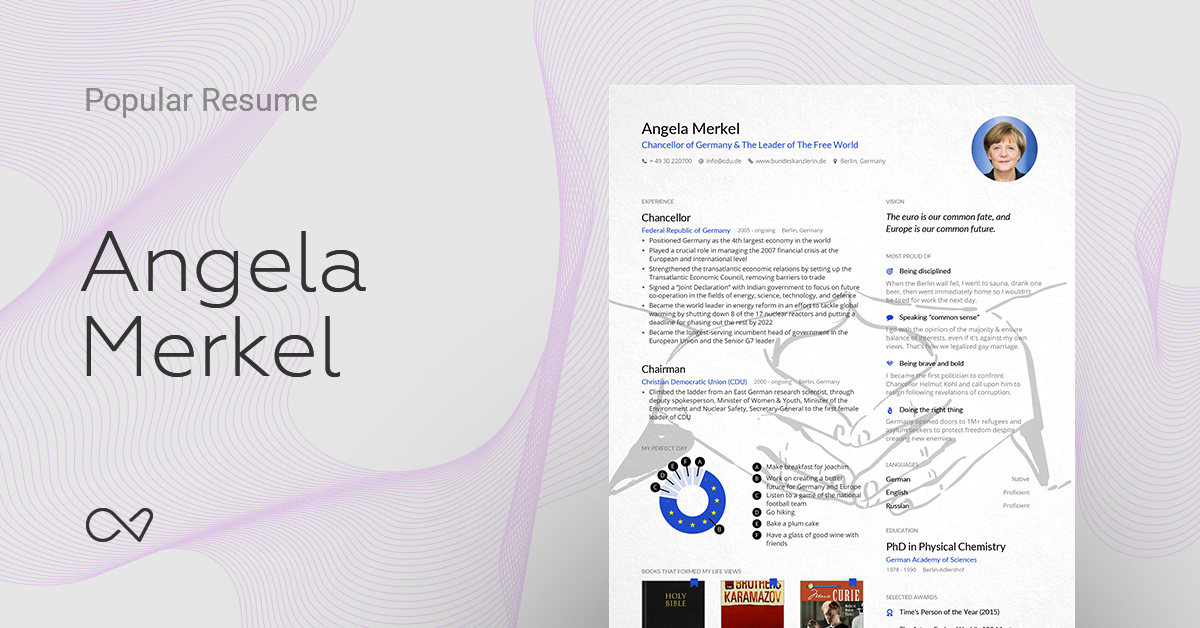 Popular Resume
Angela
Merkel
Angela Merkel
Chancellor of Germany & The Leader of The Free World
+ 49 30 220700 info@cdu.de www.bundeskanzlerin.de Berlin, Germany
EXPERIENCE
Chancellor
Federal Republic of Germany 2005 - ongoing Berlin, Germany
• Positioned Germany as the 4th largest economy in the world
• Played a crucial role in managing the 2007 financial crisis at the
European and international level
• Strengthened the transatlantic economic relations by setting up the
Transatlantic Economic Council, removing barriers to trade
• Signed a "Joint Declaration" with Indian government to focus on future
co-operation in the fields of energy, science, technology, and defence
• Became the world leader in energy reform in an effort to tackle global
warming by shutting down 8 of the 17 nuclear reactors and putting a
deadline for phasing out the rest by 2022
• Became the longest-serving incumbent head of government in the
European Union and the Senior G7 leader
Chairman
Christian Democratic Union (CDU) 2000 - ongoing Berlin, Germany
• Climbed the ladder from an East German research scientist, through
deputy spokesperson, Minister of Women & Youth, Minister of the
Environment and Nuclear Safety, Secretary-General to the first female
leader of CDU
MY PERFECT DAY
A
F
E
D
C
B
A Make breakfast for Joachim
B Work on creating a better
future for Germany and Europe
C Listen to a game of the national
football team
D Go hiking
E Bake a plum cake
F Have a glass of good wine with
friends
BOOKS THAT FORMED MY LIFE VIEWS
HOLY
BIBLE
BROTHERS
KARAMAZOV
CURIE
VISION
The euro is our common fate, and
Europe is our common future.
MOST PROUD OF
Being disciplined
When the Berlin wall fell, I went to sauna, drank one
beer, then went immediately home so I wouldn't
be tired for work the next day.
Speaking "common sense"
I go with the opinion of the majority & ensure
balance of interests, even if it's against my own
views. That's how we legalized gay marriage.
Being brave and bold
I became the first politician to confront
Chancellor Helmut Kohl and call upon him to
resign following revelations of corruption.
Doing the right thing
Germany opened doors to 1M+ refugees and
asylum seekers to protect freedom despite
creating new enemies.
LANGUAGES
German Native
English Proficient
Russian Proficient
EDUCATION
PhD in Physical Chemistry
German Academy of Sciences
1978 - 1990 Berlin-Adlershof
SELECTED AWARDS
Time's Person of the Year (2015)